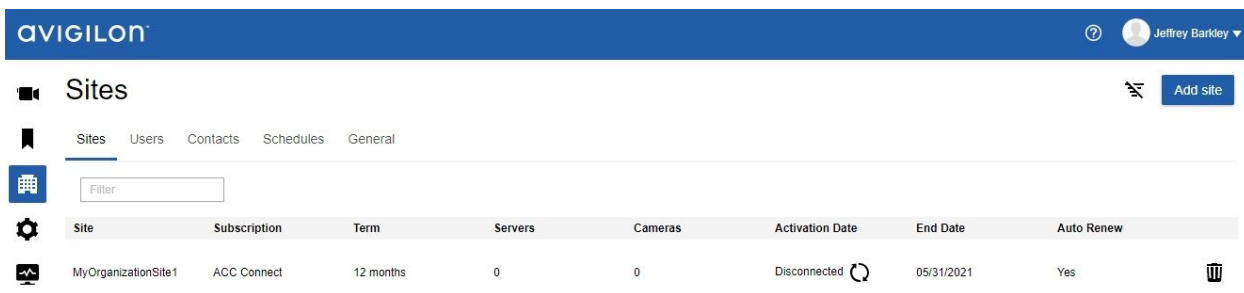 avigilon
Jeffrey Barkley
Sites
Add site
Sites Users Contacts Schedules General
Filter
Site Subscription Term Servers Cameras Activation Date End Date Auto Renew
MyOrganizationSite1 ACC Connect 12 months 0 0 Disconnected 05/31/2021 Yes